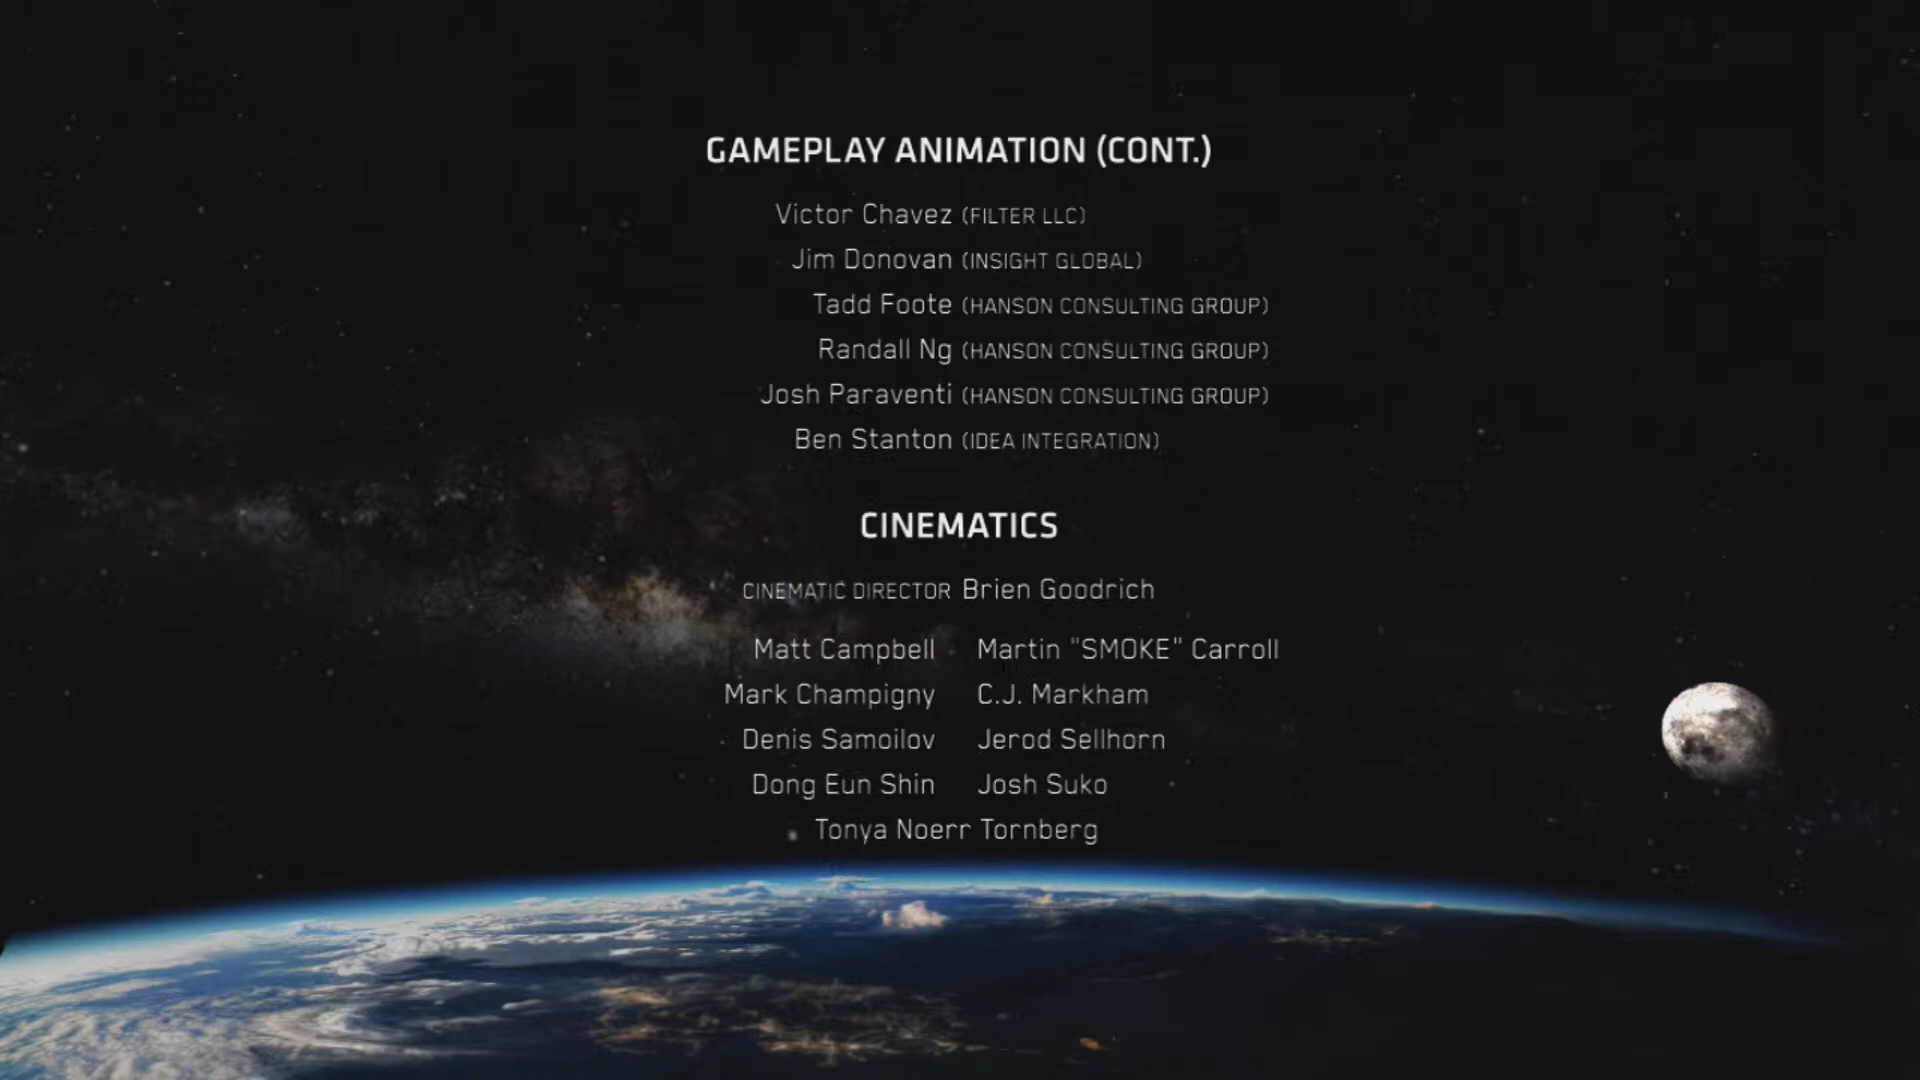 GAMEPLAY ANIMATION (CONT.)
Victor Chavez (FILTER LLC)
Jim Donovan (INSIGHT GLOBAL)
Tadd Foote (HANSON CONSULTING GROUP)
Randall Ng (HANSON CONSULTING GROUP)
Josh Paraventi (HANSON CONSULTING GROUP)
Ben Stanton (IDEA INTEGRATION)
CINEMATICS
CINEMATIC DIRECTOR Brien Goodrich
Matt Campbell Martin "SMOKE" Carroll
Mark Champigny C.J. Markham
Denis Samoilov Jerod Sellhorn
Dong Eun Shin Josh Suko
Tonya Noerr Tornberg